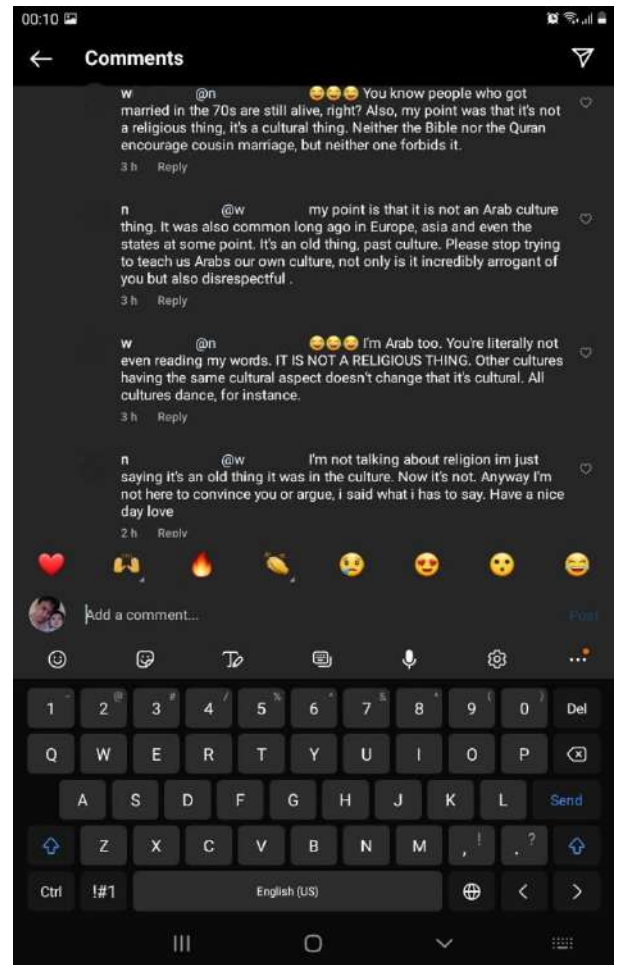 00:10
Comments
w @n 😂😂😂 You know people who got
married in the 70s are still alive, right? Also, my point was that it's not
a religious thing, it's a cultural thing. Neither the Bible nor the Quran
encourage cousin marriage, but neither one forbids it.
3 h Reply
n @w my point is that it is not an Arab culture
thing. It was also common long ago in Europe, asia and even the
states at some point. It's an old thing, past culture. Please stop trying
to teach us Arabs our own culture, not only is it incredibly arrogant of
you but also disrespectful .
3 h Reply
w @n 😂😂😂 I'm Arab too. You're literally not
even reading my words. IT IS NOT A RELIGIOUS THING. Other cultures
having the same cultural aspect doesn't change that it's cultural. All
cultures dance, for instance.
3 h Reply
n @w I'm not talking about religion im just
saying it's an old thing it was in the culture. Now it's not. Anyway I'm
not here to convince you or argue, i said what i has to say. Have a nice
day love
2 h Reply
❤️ 🙌 🔥 👏 😢 😍 😮 😂
Add a comment... Post
1 2 @ 3 # 4 / 5 % 6 ^ 7 & 8 * 9 ( 0 ) Del
Q W E R T Y U I O P
A S D F G H J K L Send
Z X C V B N M , ! . ?
Ctrl !#1 English (US) < >